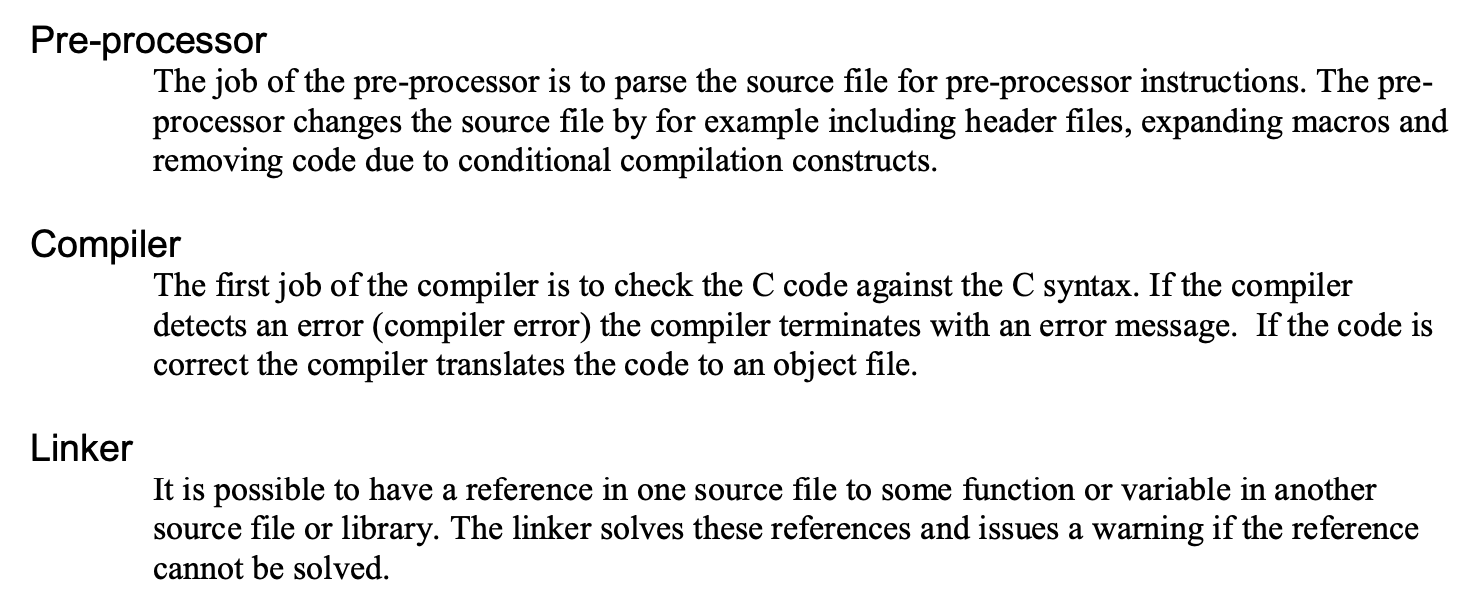 Pre-processor
The job of the pre-processor is to parse the source file for pre-processor instructions. The pre-
processor changes the source file by for example including header files, expanding macros and
removing code due to conditional compilation constructs.
Compiler
The first job of the compiler is to check the C code against the C syntax. If the compiler
detects an error (compiler error) the compiler terminates with an error message.  If the code is
correct the compiler translates the code to an object file.
Linker
It is possible to have a reference in one source file to some function or variable in another
source file or library. The linker solves these references and issues a warning if the reference
cannot be solved.